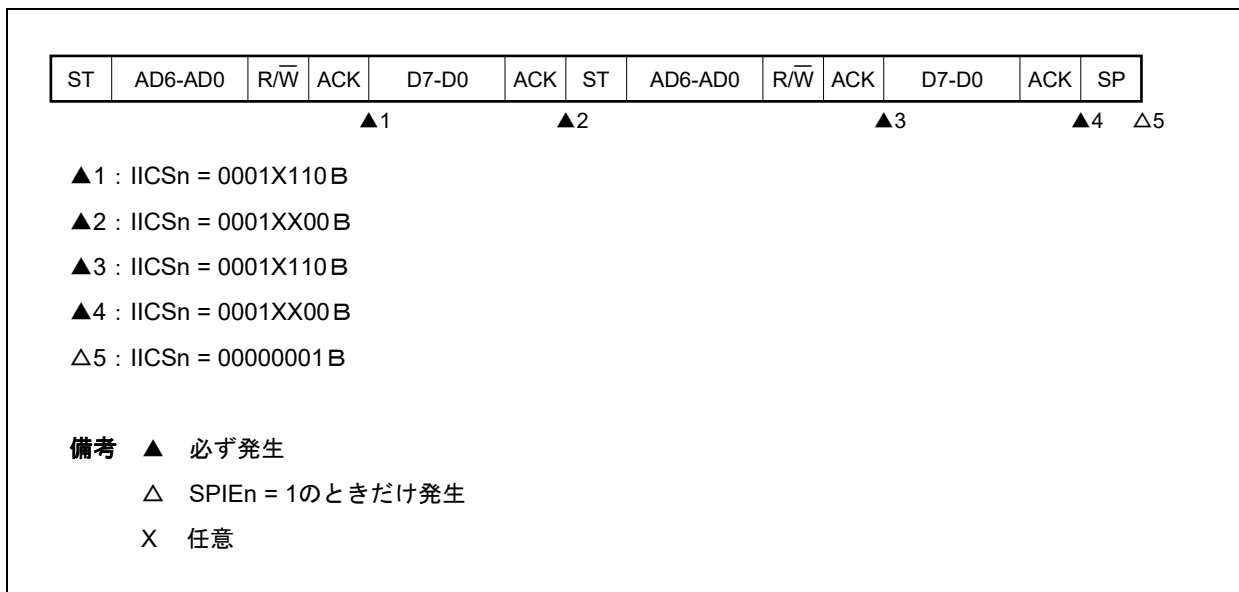 ST AD6-AD0 R/W̅ ACK D7-D0 ACK ST AD6-AD0 R/W̅ ACK D7-D0 ACK SP
▲1 ▲2 ▲3 ▲4 △5
▲1：IICSn = 0001X110Ｂ
▲2：IICSn = 0001XX00Ｂ
▲3：IICSn = 0001X110Ｂ
▲4：IICSn = 0001XX00Ｂ
△5：IICSn = 00000001Ｂ
備考 ▲ 必ず発生
△ SPIEn = 1のときだけ発生
X 任意